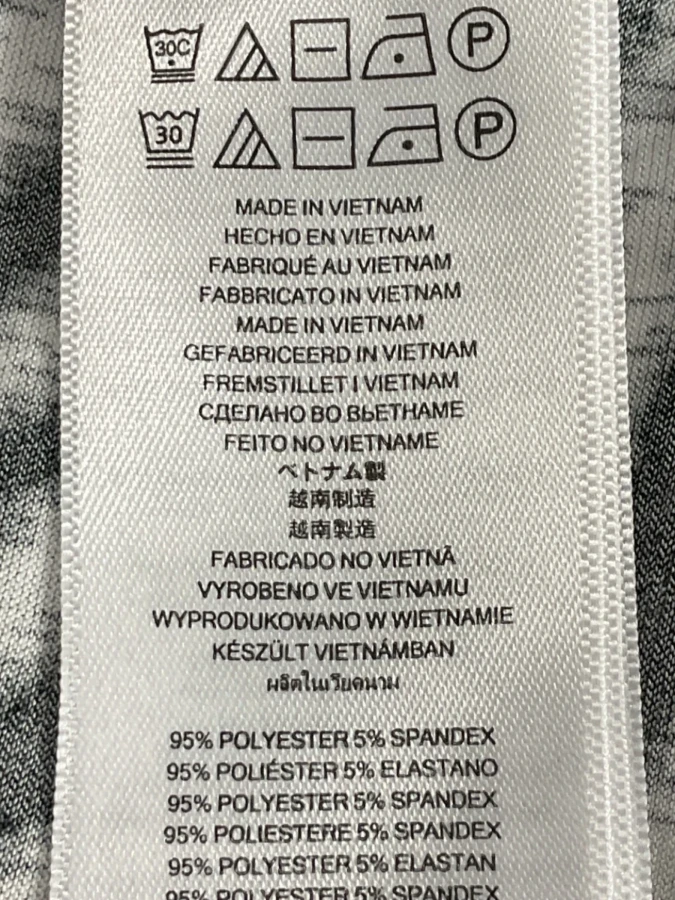 30C P
30 P
MADE IN VIETNAM
HECHO EN VIETNAM
FABRIQUÉ AU VIETNAM
FABBRICATO IN VIETNAM
MADE IN VIETNAM
GEFABRICEERD IN VIETNAM
FREMSTILLET I VIETNAM
СДЕЛАНО ВО ВЬЕТНАМЕ
FEITO NO VIETNAME
ベトナム製
越南制造
越南製造
FABRICADO NO VIETNÃ
VYROBENO VE VIETNAMU
WYPRODUKOWANO W WIETNAMIE
KÉSZÜLT VIETNÁMBAN
ผลิตในเวียดนาม
95% POLYESTER 5% SPANDEX
95% POLIÉSTER 5% ELASTANO
95% POLYESTER 5% SPANDEX
95% POLIESTERE 5% SPANDEX
95% POLYESTER 5% ELASTAN
95% POLYESTER 5% SPANDEX